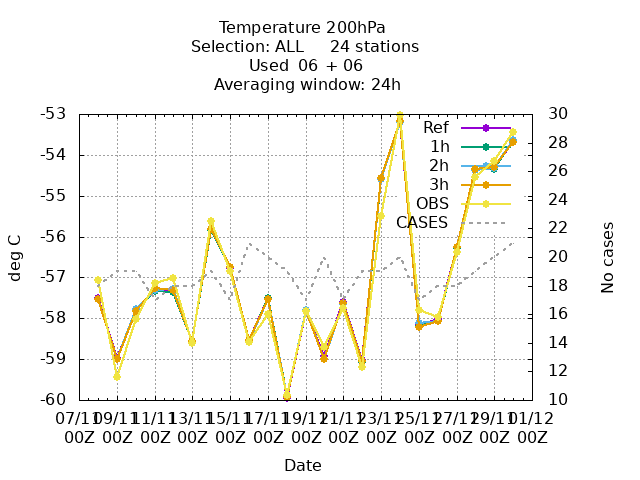 Temperature 200hPa
Selection: ALL     24 stations
Used  06 + 06
Averaging window: 24h
-53
-54
-55
-56
-57
-58
-59
-60
deg C
30
28
26
24
22
20
18
16
14
12
10
No cases
Ref
1h
2h
3h
OBS
CASES
07/11 09/11 11/11 13/11 15/11 17/11 19/11 21/11 23/11 25/11 27/11 29/11 01/12
00Z 00Z 00Z 00Z 00Z 00Z 00Z 00Z 00Z 00Z 00Z 00Z 00Z
Date